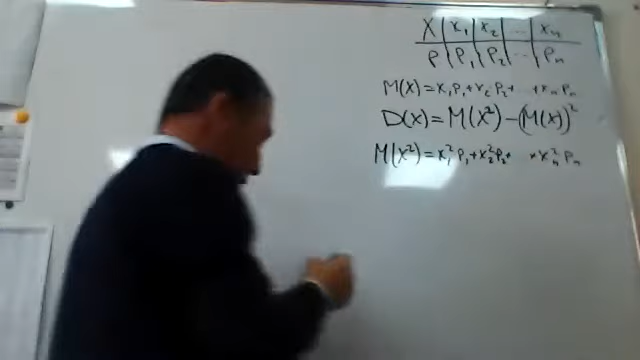 X | x₁ | x₂ | ... | xₙ
P | P₁ | P₂ | ... | Pₙ
M(X)=x₁P₁+x₂P₂+ ... +xₙPₙ
D(X)=M(X²)-(M(X))²
M(X²)=x₁²P₁+x₂²P₂+ ... +xₙ²Pₙ